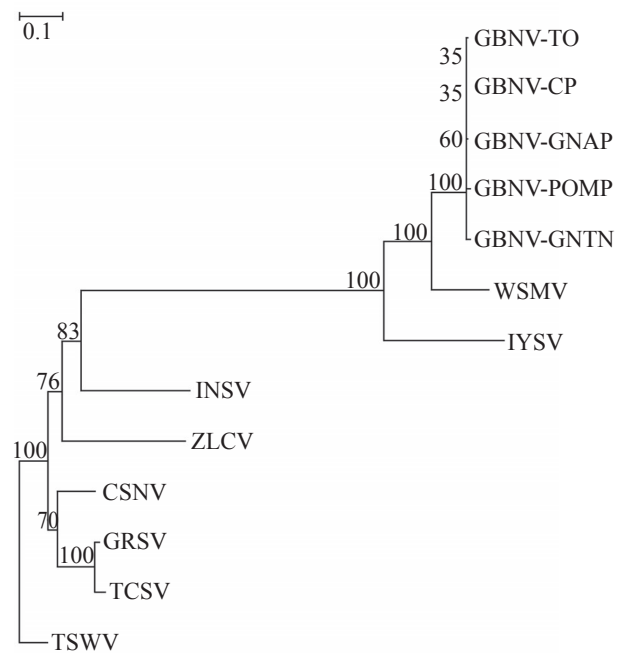 0.1
GBNV-TO
35
GBNV-CP
35
GBNV-GNAP
60
GBNV-POMP
100
GBNV-GNTN
100
WSMV
100
IYSV
83
INSV
76
ZLCV
100
CSNV
70
GRSV
100
TCSV
TSWV